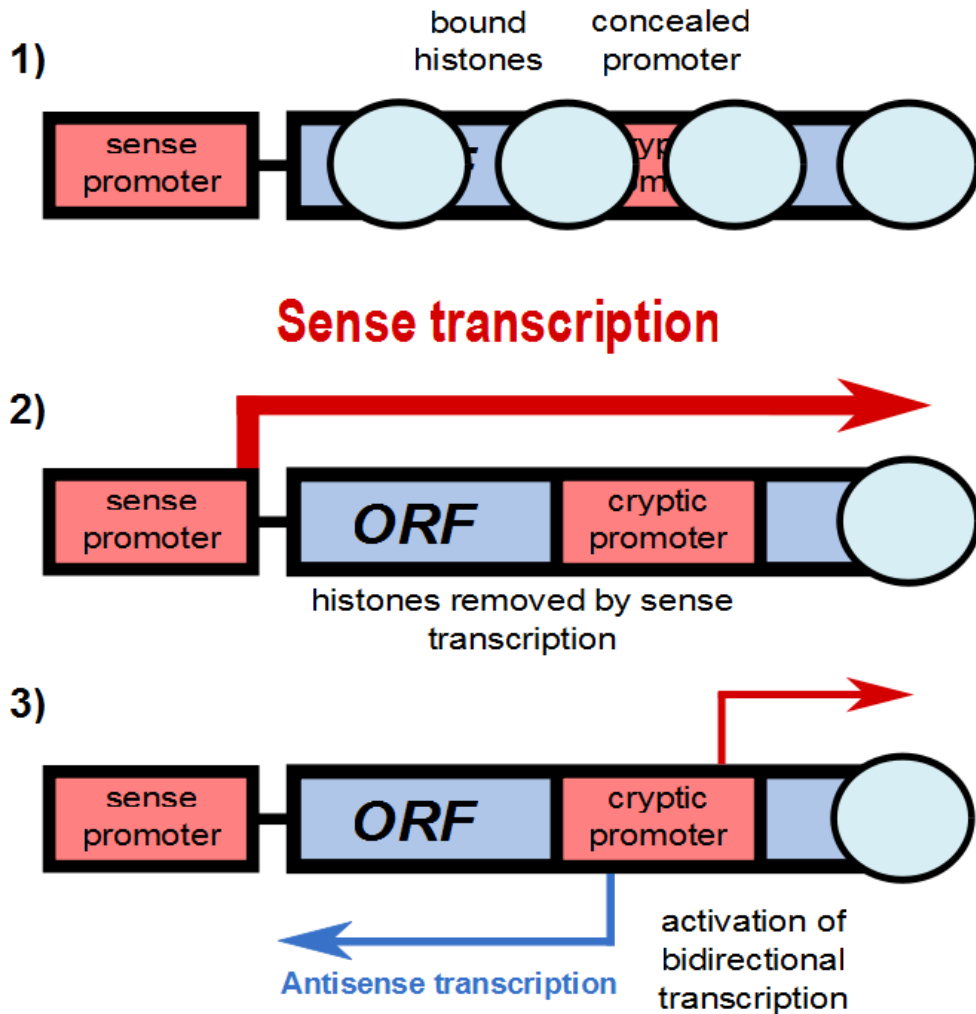 1)
bound
histones
concealed
promoter
sense
promoter
Sense transcription
2)
sense
promoter
ORF
cryptic
promoter
histones removed by sense
transcription
3)
sense
promoter
ORF
cryptic
promoter
Antisense transcription
activation of
bidirectional
transcription